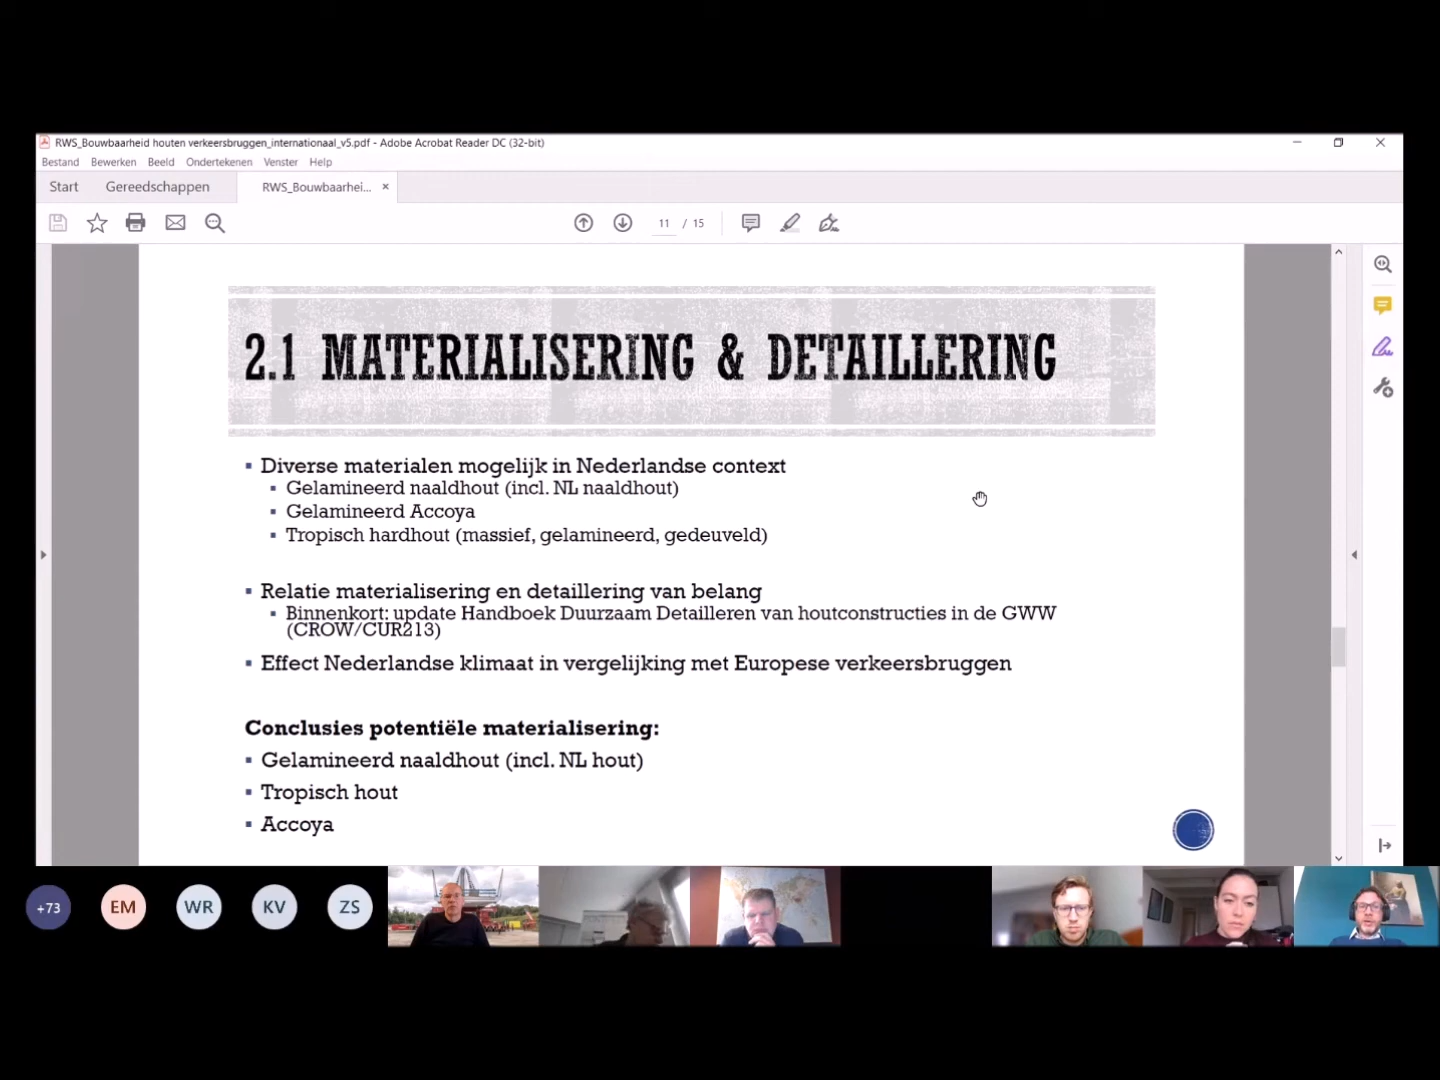 RWS_Bouwbaarheid houten verkeersbruggen_internationaal_v5.pdf - Adobe Acrobat Reader DC (32-bit)
Bestand Bewerken Beeld Ondertekenen Venster Help
Start Gereedschappen RWS_Bouwbaarhei... ×
11 / 15
2.1 MATERIALISERING & DETAILLERING
▪ Diverse materialen mogelijk in Nederlandse context
▪ Gelamineerd naaldhout (incl. NL naaldhout)
▪ Gelamineerd Accoya
▪ Tropisch hardhout (massief, gelamineerd, gedeuveld)
▪ Relatie materialisering en detaillering van belang
▪ Binnenkort: update Handboek Duurzaam Detailleren van houtconstructies in de GWW
(CROW/CUR213)
▪ Effect Nederlandse klimaat in vergelijking met Europese verkeersbruggen
Conclusies potentiële materialisering:
▪ Gelamineerd naaldhout (incl. NL hout)
▪ Tropisch hout
▪ Accoya
+73 EM WR KV ZS